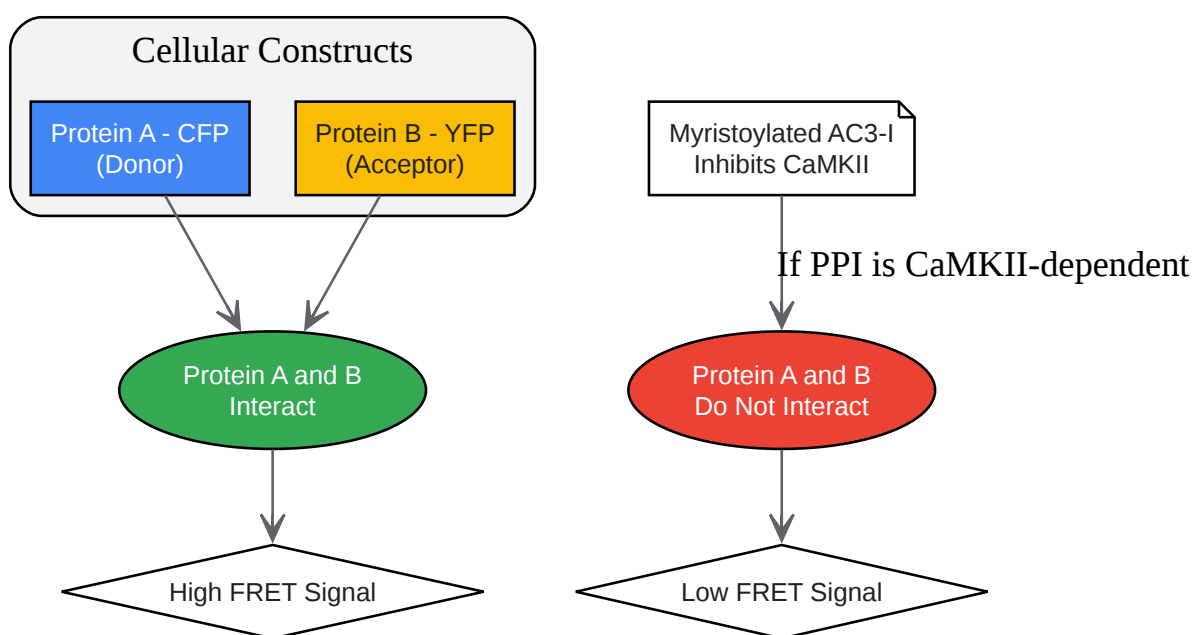 Cellular Constructs
Protein A - CFP
(Donor)
Protein B - YFP
(Acceptor)
Myristoylated AC3-I
Inhibits CaMKII
If PPI is CaMKII-dependent
Protein A and B
Interact
Protein A and B
Do Not Interact
High FRET Signal
Low FRET Signal